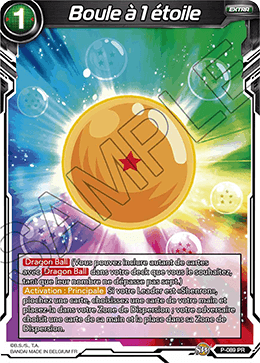 1
Boule à 1 étoile
EXTRA
SAMPLE
Dragon Ball (Vous pouvez inclure autant de cartes
avec Dragon Ball dans votre deck que vous le souhaitez,
tant que leur nombre ne dépasse pas sept.)
Activation : Principale Si votre Leader est «Shenron»,
piochez une carte, choisissez une carte de votre main et
placez-la dans votre Zone de Dispersion ; votre adversaire
choisit une carte de sa main et la place dans sa Zone de
Dispersion.
©B.S./S., T.A.
BANDAI MADE IN BELGIUM FR
P-089 PR